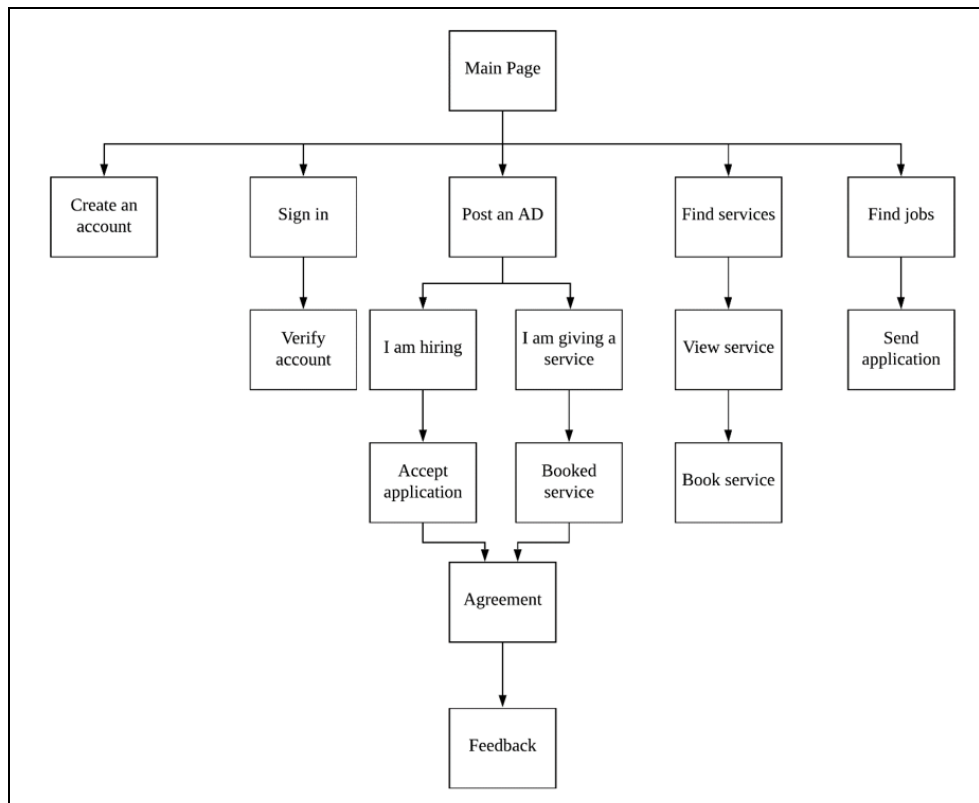 Main Page
Create an
account
Sign in
Post an AD
Find services
Find jobs
Verify
account
I am hiring
I am giving a
service
View service
Send
application
Accept
application
Booked
service
Book service
Agreement
Feedback